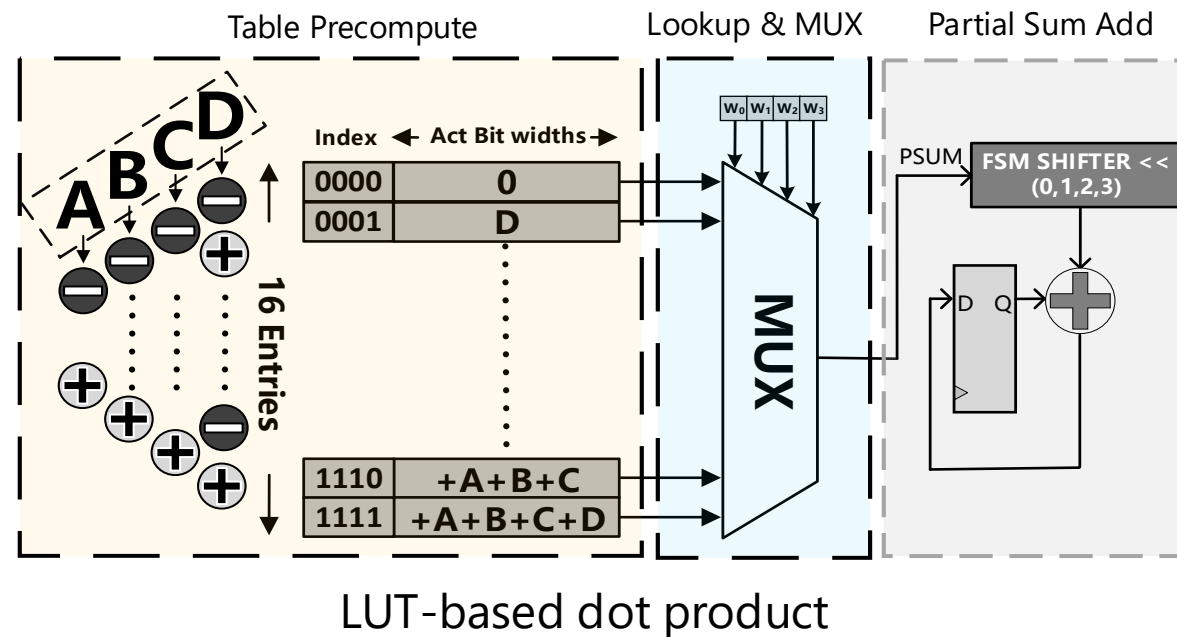 Table Precompute
Lookup & MUX
Partial Sum Add
A B C D
Index
Act Bit widths
0000 0
0001 D
16 Entries
1110 +A+B+C
1111 +A+B+C+D
W0 W1 W2 W3
MUX
PSUM
FSM SHIFTER <<
(0,1,2,3)
D Q
LUT-based dot product